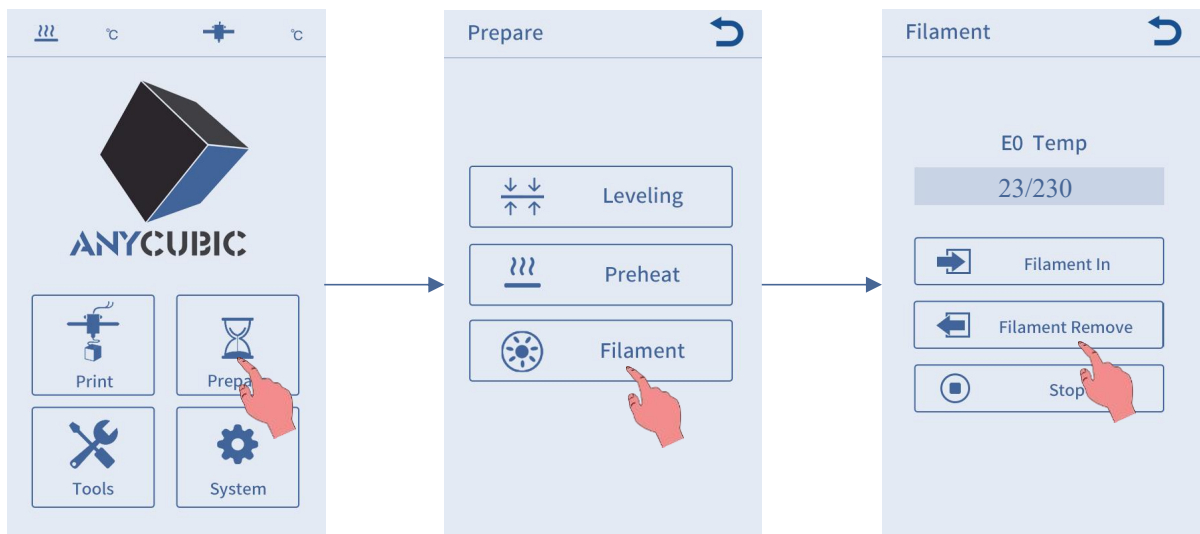 ℃ ℃
ANYCUBIC
Print
Prepa
Tools
System
Prepare
Leveling
Preheat
Filament
Filament
E0 Temp
23/230
Filament In
Filament Remove
Stop